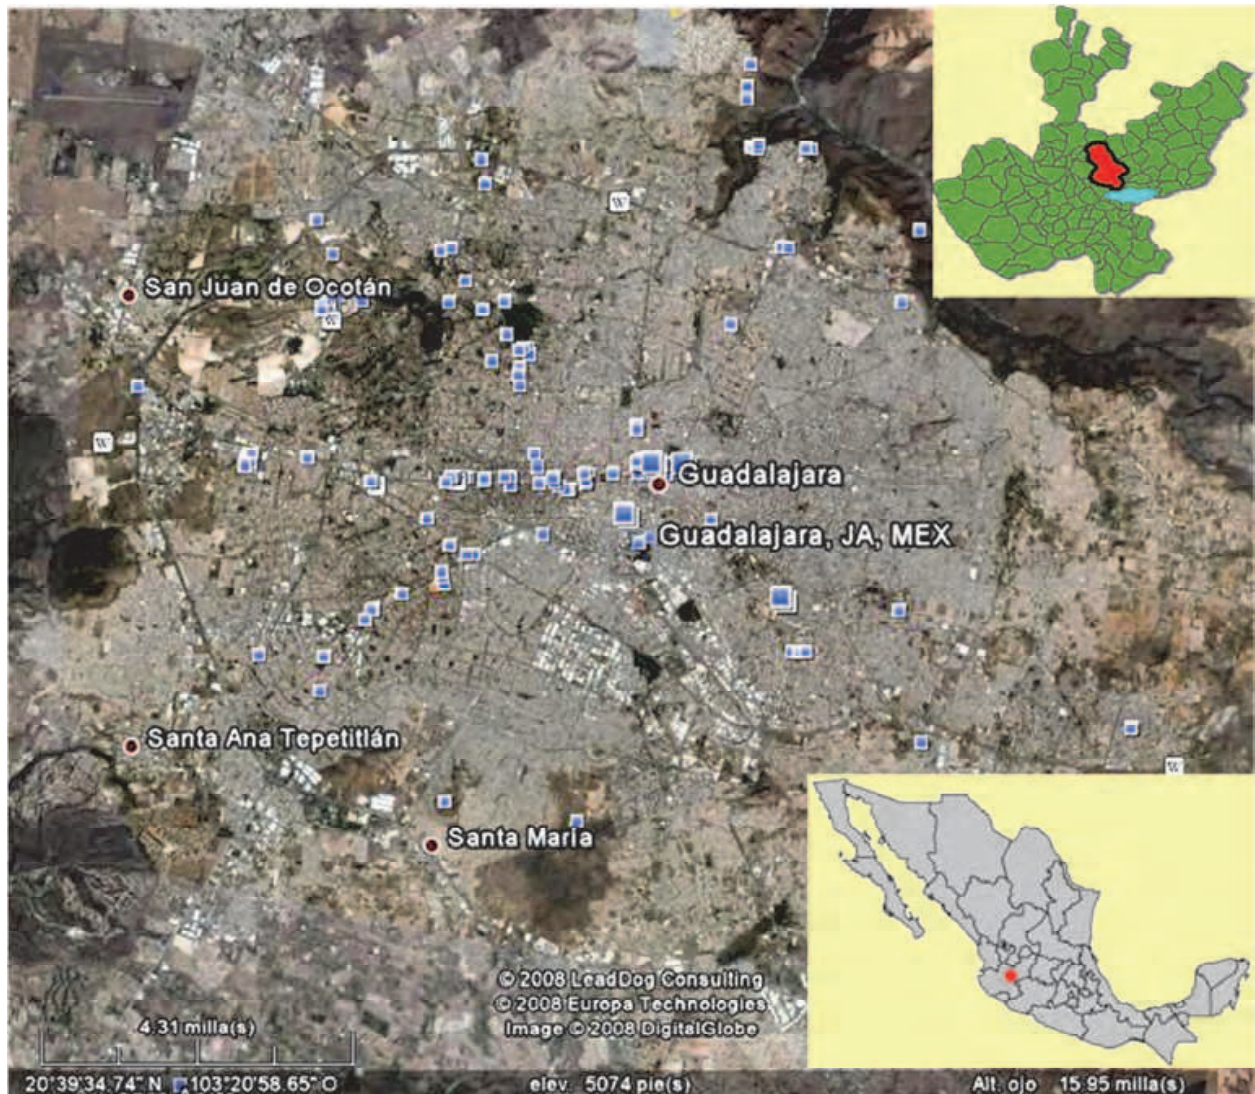 W
San Juan de Ocotán
W
W
Guadalajara
Guadalajara, JA, MEX
Santa Ana Tepetitlán
W
Santa María
© 2008 LeadDog Consulting
© 2008 Europa Technologies
Image © 2008 DigitalGlobe
4.31 milla(s)
20°39'34.74" N 103°20'58.65" O elev. 5074 pie(s) Alt. ojo 15.95 milla(s)